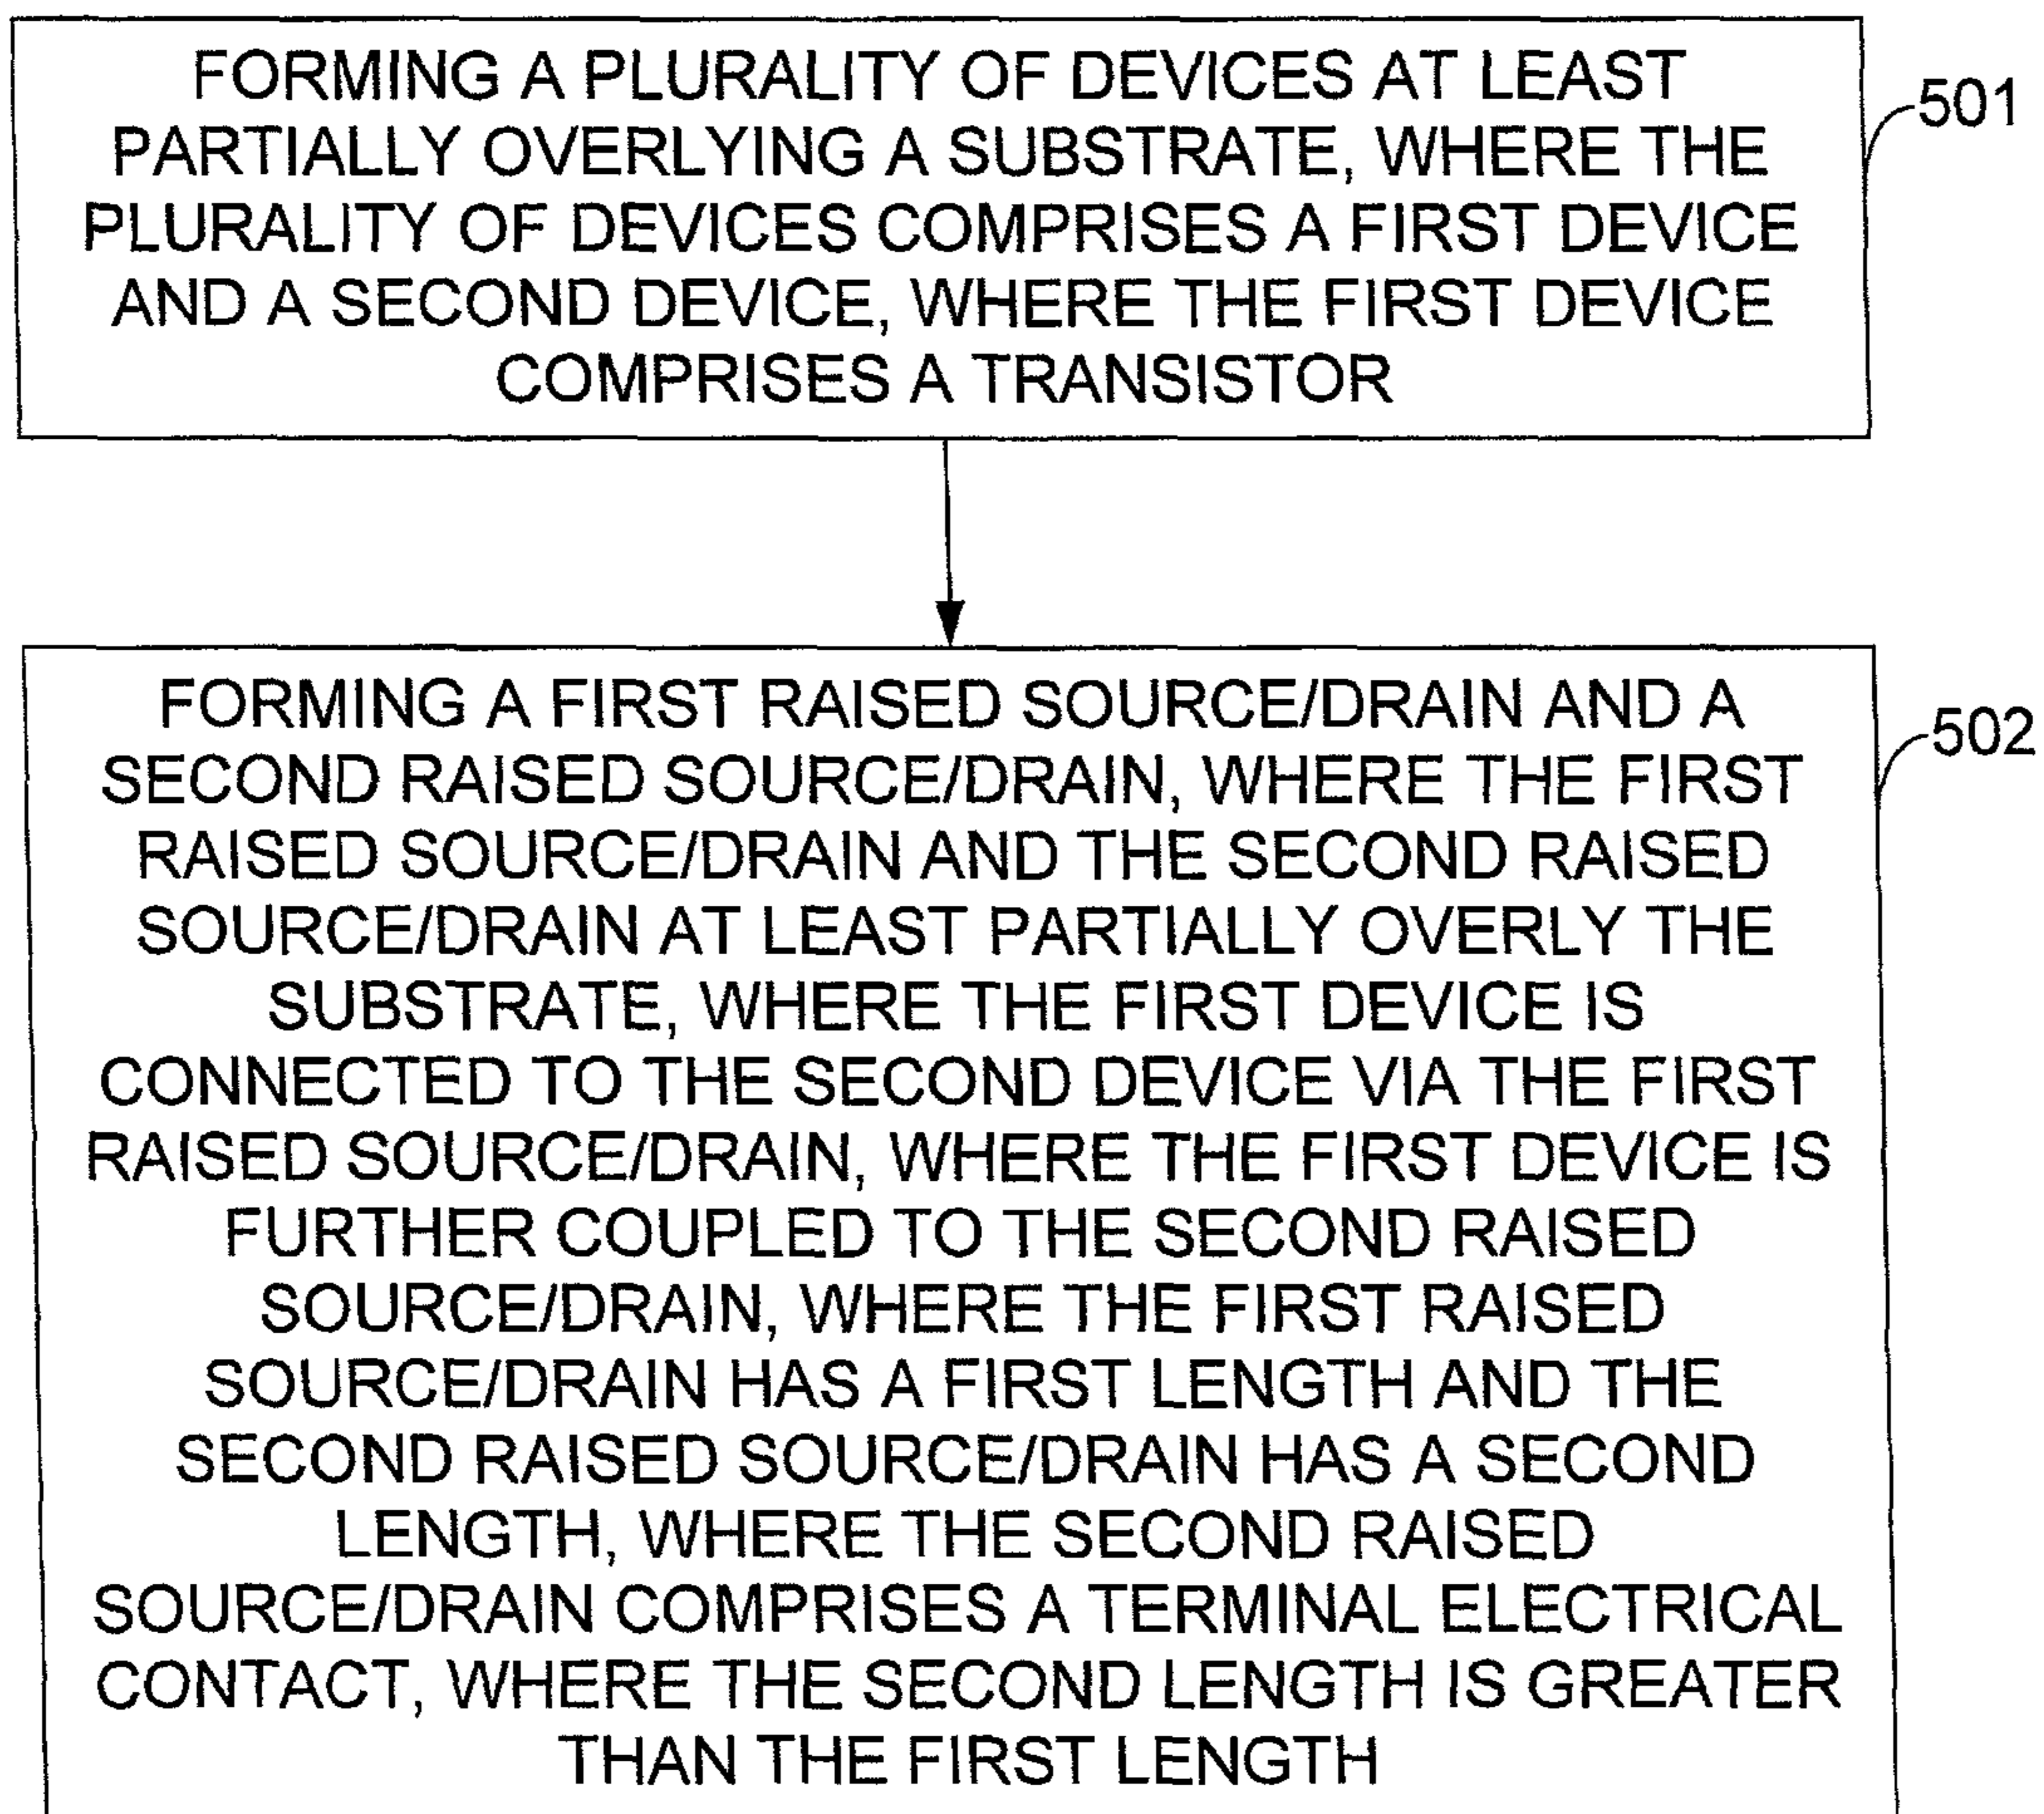 FORMING A PLURALITY OF DEVICES AT LEAST
PARTIALLY OVERLYING A SUBSTRATE, WHERE THE
PLURALITY OF DEVICES COMPRISES A FIRST DEVICE
AND A SECOND DEVICE, WHERE THE FIRST DEVICE
COMPRISES A TRANSISTOR
501
FORMING A FIRST RAISED SOURCE/DRAIN AND A
SECOND RAISED SOURCE/DRAIN, WHERE THE FIRST
RAISED SOURCE/DRAIN AND THE SECOND RAISED
SOURCE/DRAIN AT LEAST PARTIALLY OVERLY THE
SUBSTRATE, WHERE THE FIRST DEVICE IS
CONNECTED TO THE SECOND DEVICE VIA THE FIRST
RAISED SOURCE/DRAIN, WHERE THE FIRST DEVICE IS
FURTHER COUPLED TO THE SECOND RAISED
SOURCE/DRAIN, WHERE THE FIRST RAISED
SOURCE/DRAIN HAS A FIRST LENGTH AND THE
SECOND RAISED SOURCE/DRAIN HAS A SECOND
LENGTH, WHERE THE SECOND RAISED
SOURCE/DRAIN COMPRISES A TERMINAL ELECTRICAL
CONTACT, WHERE THE SECOND LENGTH IS GREATER
THAN THE FIRST LENGTH
502